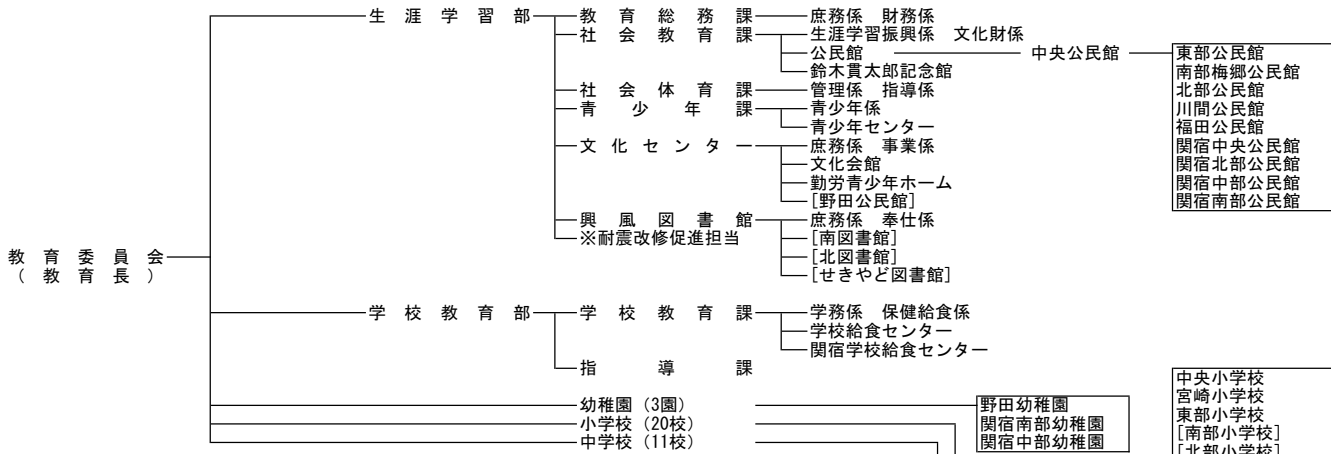 生涯学習部 教育総務課 庶務係 財務係
社会教育課 生涯学習振興係 文化財係
公民館 中央公民館 東部公民館
鈴木貫太郎記念館 南部梅郷公民館
社会体育課 管理係 指導係 北部公民館
青少年課 青少年係 川間公民館
青少年センター 福田公民館
文化センター 庶務係 事業係 関宿中央公民館
文化会館 関宿北部公民館
勤労青少年ホーム 関宿中部公民館
[野田公民館] 関宿南部公民館
興風図書館 庶務係 奉仕係
※耐震改修促進担当 [南図書館]
教育委員会 [北図書館]
(教育長) [せきやど図書館]
学校教育部 学校教育課 学務係 保健給食係
学校給食センター
関宿学校給食センター
指導課
中央小学校
宮崎小学校
幼稚園(3園) 野田幼稚園 東部小学校
小学校(20校) 関宿南部幼稚園 [南部小学校]
中学校(11校) 関宿中部幼稚園 [北部小学校]